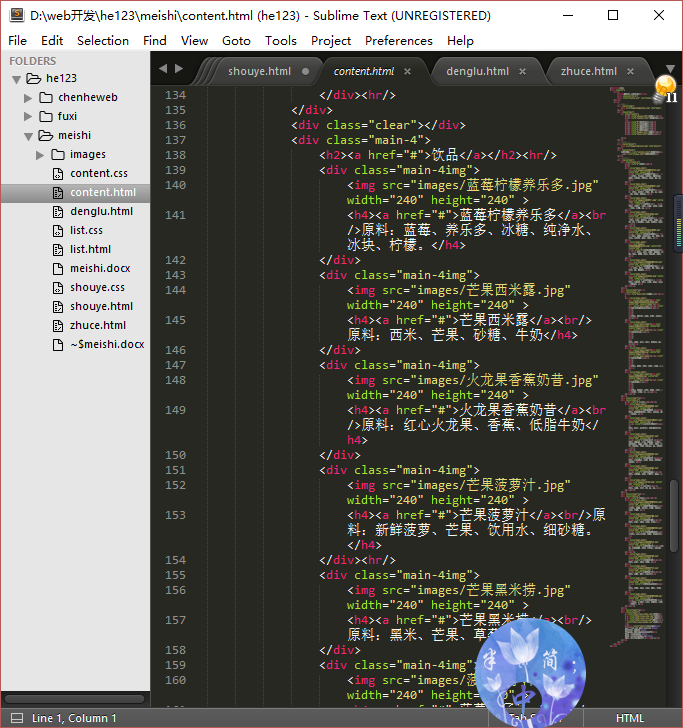 D:\web开发\he123\meishi\content.html (he123) - Sublime Text (UNREGISTERED)
File Edit Selection Find View Goto Tools Project Preferences Help
FOLDERS
he123
chenheweb
fuxi
meishi
images
content.css
content.html
denglu.html
list.css
list.html
meishi.docx
shouye.css
shouye.html
zhuce.html
~$meishi.docx
shouye.html content.html denglu.html zhuce.html
134 </div><hr/>
135 </div>
136 <div class="clear"></div>
137 <div class="main-4">
138 <h2><a href="#">饮品</a></h2><hr/>
139 <div class="main-4img">
140 <img src="images/蓝莓柠檬养乐多.jpg"
width="240" height="240" >
141 <h4><a href="#">蓝莓柠檬养乐多</a><br
/>原料：蓝莓、养乐多、冰糖、纯净水、
冰块、柠檬。</h4>
142 </div>
143 <div class="main-4img">
144 <img src="images/芒果西米露.jpg"
width="240" height="240" >
145 <h4><a href="#">芒果西米露</a><br/>
原料：西米、芒果、砂糖、牛奶</h4>
146 </div>
147 <div class="main-4img">
148 <img src="images/火龙果香蕉奶昔.jpg"
width="240" height="240" >
149 <h4><a href="#">火龙果香蕉奶昔</a><br
/>原料：红心火龙果、香蕉、低脂牛奶</
h4>
150 </div>
151 <div class="main-4img">
152 <img src="images/芒果菠萝汁.jpg"
width="240" height="240" >
153 <h4><a href="#">芒果菠萝汁</a><br/>原
料：新鲜菠萝、芒果、饮用水、细砂糖。
</h4>
154 </div><hr/>
155 <div class="main-4img">
156 <img src="images/芒果黑米捞.jpg"
width="240" height="240" >
157 <h4><a href="#">芒果黑米捞</a><br/>
原料：黑米、芒果、草
158 </div>
159 <div class="main-4img">
160 <img src="images/
width="240" height="240" >
半 简
中
Line 1, Column 1 HTML